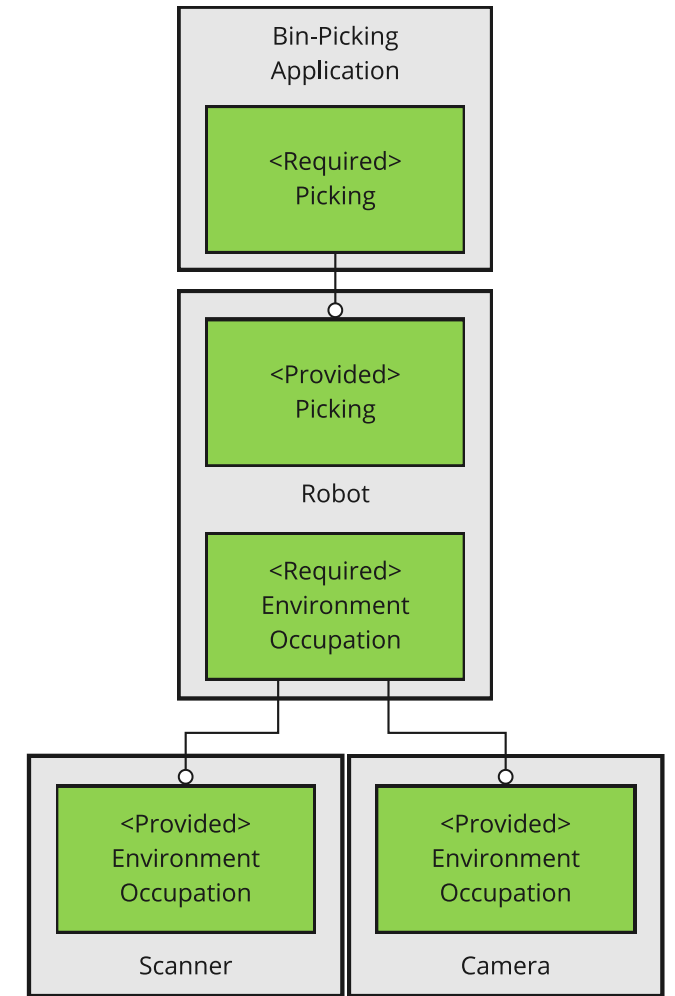 Bin-Picking
Application
<Required>
Picking
<Provided>
Picking
Robot
<Required>
Environment
Occupation
<Provided>
Environment
Occupation
Scanner
<Provided>
Environment
Occupation
Camera